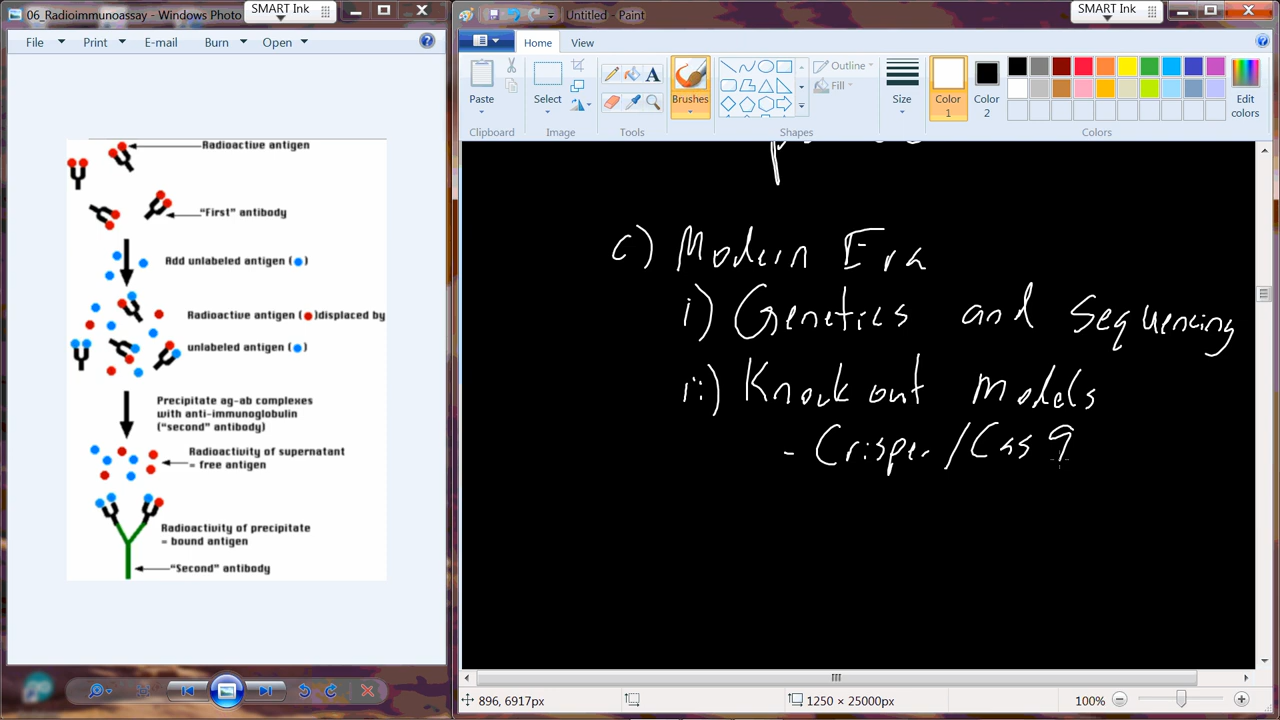 06_Radioimmunoassay - Windows Photo
SMART Ink
File Print E-mail Burn Open
Radioactive antigen
"First" antibody
Add unlabeled antigen ( )
Radioactive antigen ( )displaced by
unlabeled antigen ( )
Precipitate ag-ab complexes
with anti-immunoglobulin
("second" antibody)
Radioactivity of supernatant
= free antigen
Radioactivity of precipitate
= bound antigen
"Second" antibody
Untitled - Paint
SMART Ink
Home View
Paste
Select
Brushes
Outline
Fill
Size
Color
1
Color
2
Edit
colors
Clipboard Image Tools Shapes Colors
c) Modern Era
i) Genetics and Sequencing
ii) Knock out Models
- Crisper/Cas 9
896, 6917px
1250 × 25000px
100%